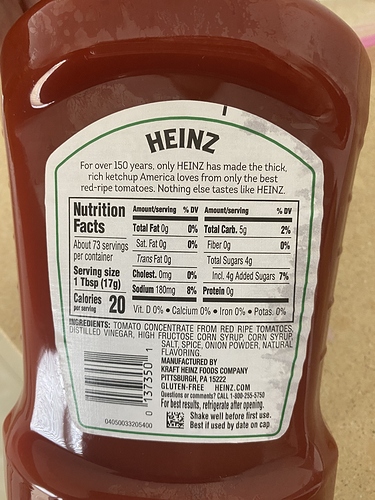 HEINZ
For over 150 years, only HEINZ has made the thick,
rich ketchup America loves from only the best
red-ripe tomatoes. Nothing else tastes like HEINZ.
Nutrition
Facts
About 73 servings
per container
Serving size
1 Tbsp (17g)
Calories 20
per serving
Amount/serving % DV
Total Fat 0g 0%
Sat. Fat 0g 0%
Trans Fat 0g
Cholest. 0mg 0%
Sodium 180mg 8%
Amount/serving % DV
Total Carb. 5g 2%
Fiber 0g 0%
Total Sugars 4g
Incl. 4g Added Sugars 7%
Protein 0g
Vit. D 0% • Calcium 0% • Iron 0% • Potas. 0%
INGREDIENTS: TOMATO CONCENTRATE FROM RED RIPE TOMATOES,
DISTILLED VINEGAR, HIGH FRUCTOSE CORN SYRUP, CORN SYRUP,
SALT, SPICE, ONION POWDER, NATURAL
FLAVORING.
MANUFACTURED BY
KRAFT HEINZ FOODS COMPANY
PITTSBURGH, PA 15222
GLUTEN-FREE HEINZ.COM
Questions or comments? CALL 1-800-255-5750
For best results, refrigerate after opening.
Shake well before first use.
Best if used by date on cap
0 137350 1
04050033205400